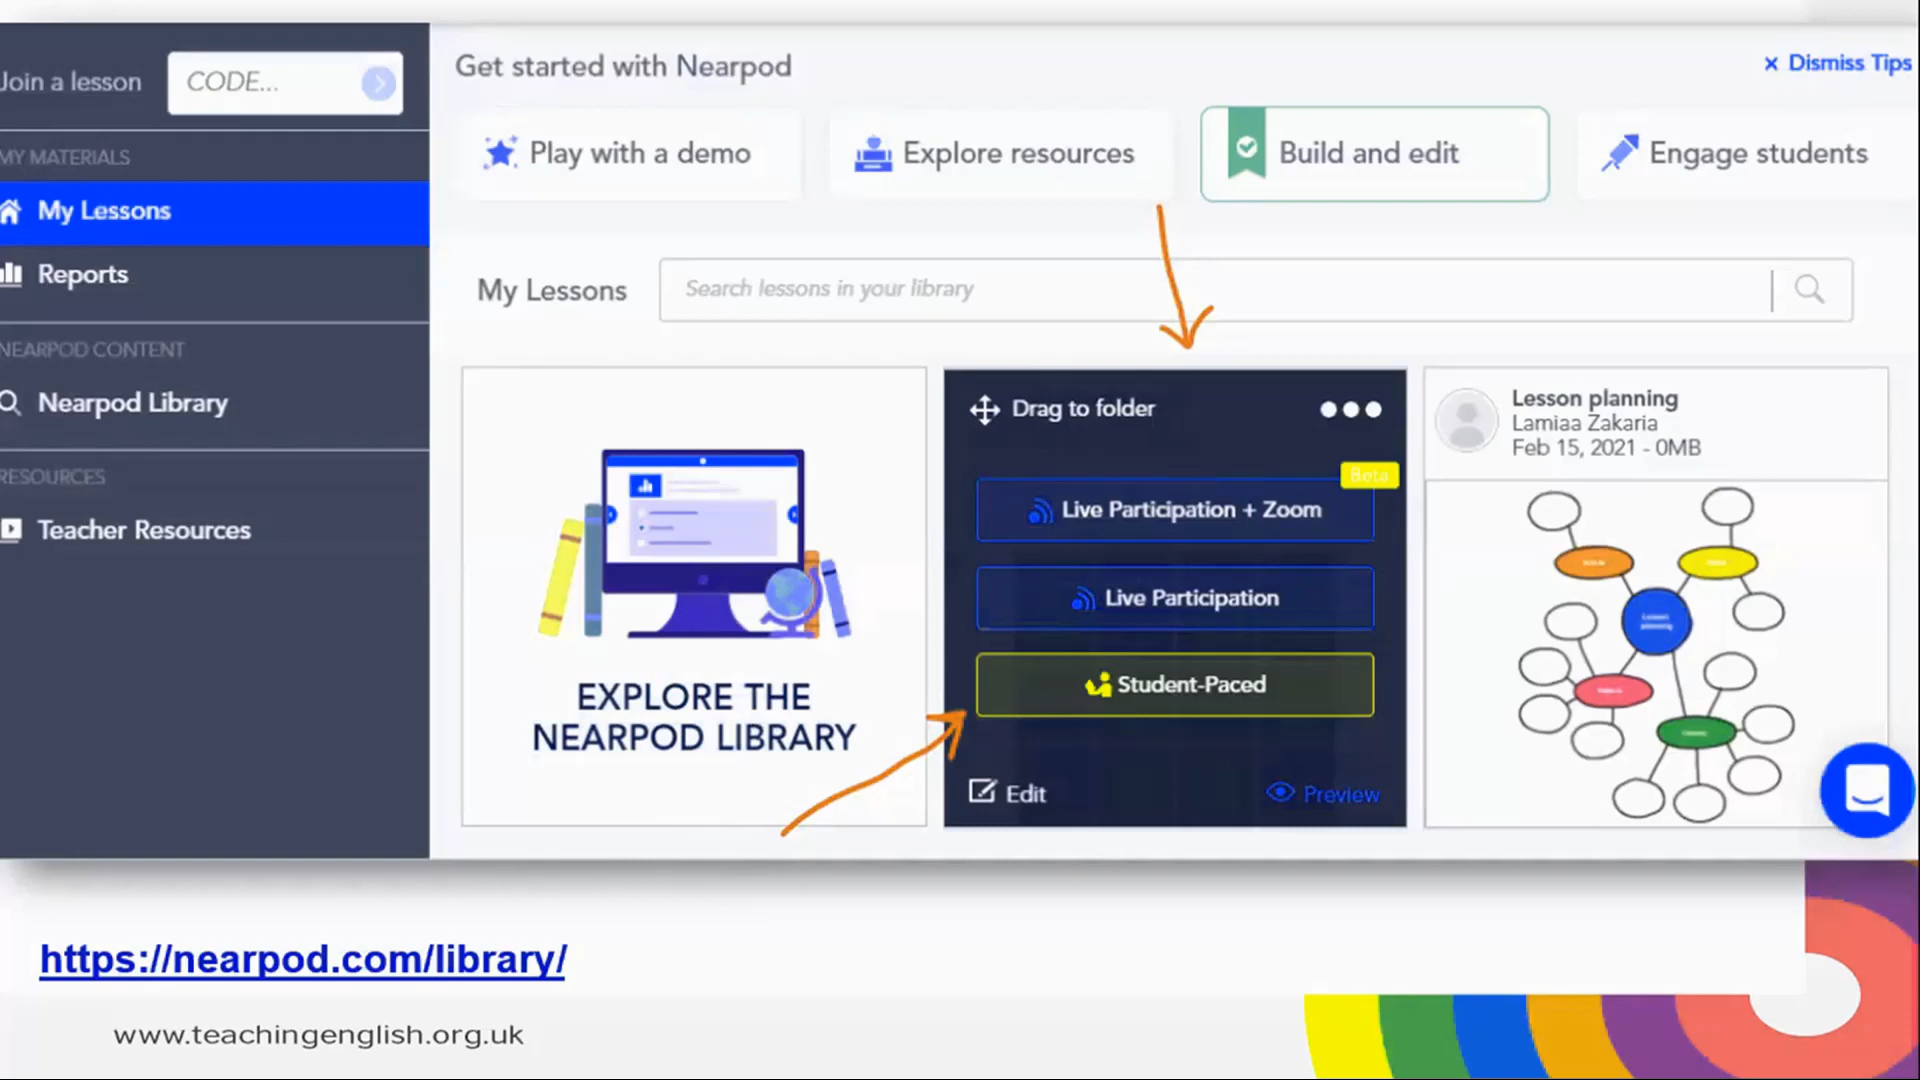 Join a lesson
CODE...
MY MATERIALS
My Lessons
Reports
NEARPOD CONTENT
Nearpod Library
RESOURCES
Teacher Resources
Get started with Nearpod
× Dismiss Tips
Play with a demo
Explore resources
Build and edit
Engage students
My Lessons
Search lessons in your library
EXPLORE THE
NEARPOD LIBRARY
Drag to folder
Beta
Live Participation + Zoom
Live Participation
Student-Paced
Edit
Preview
Lesson planning
Lamiaa Zakaria
Feb 15, 2021 - 0MB
Lesson
planning
https://nearpod.com/library/
www.teachingenglish.org.uk